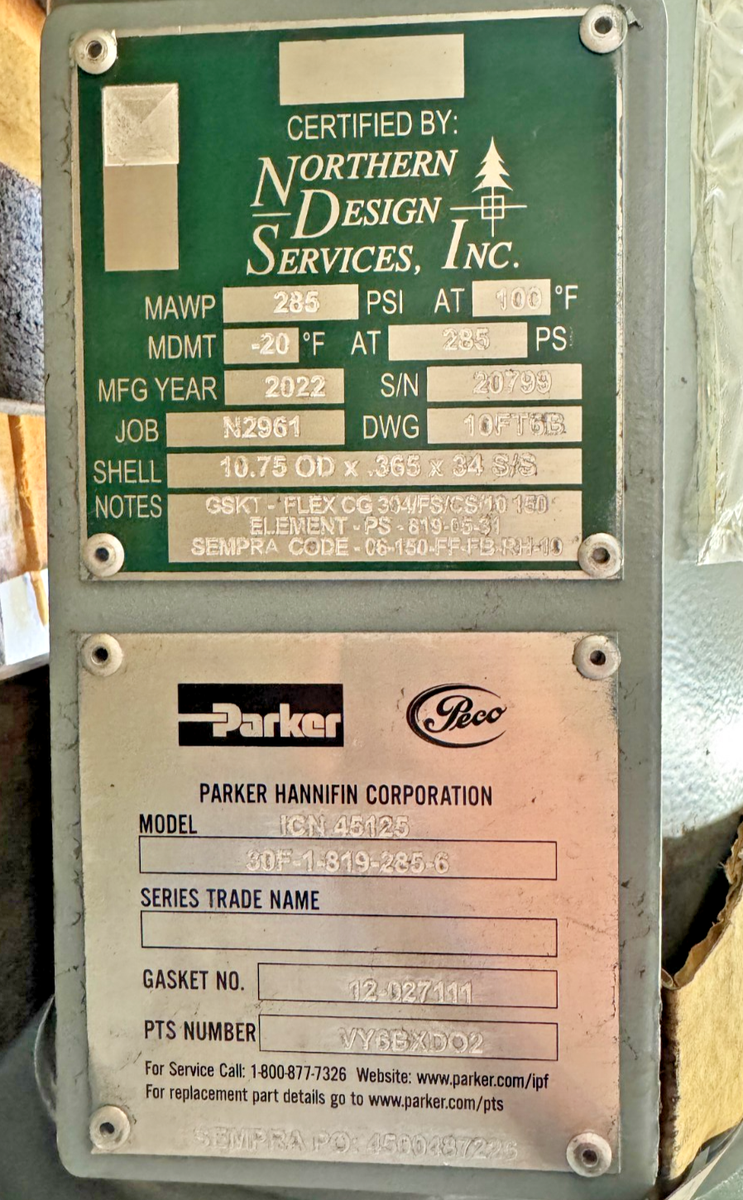 CERTIFIED BY:
NORTHERN
DESIGN
SERVICES, INC.
MAWP 285 PSI AT 100 °F
MDMT -20 °F AT 285 PS
MFG YEAR 2022 S/N 20799
JOB N2961 DWG 10FT6B
SHELL 10.75 OD x .365 x 34 S/S
NOTES GSKT - FLEX CG 304/FS/CS/10 150
ELEMENT - PS - 819-05-31
SEMPRA CODE - 06-150-FF-FB-RH-10
Parker Peco
PARKER HANNIFIN CORPORATION
MODEL ICN 45125
30F-1-819-285-6
SERIES TRADE NAME
GASKET NO. 12-027111
PTS NUMBER VY6BXDO2
For Service Call: 1-800-877-7326 Website: www.parker.com/ipf
For replacement part details go to www.parker.com/pts
SEMPRA PO: